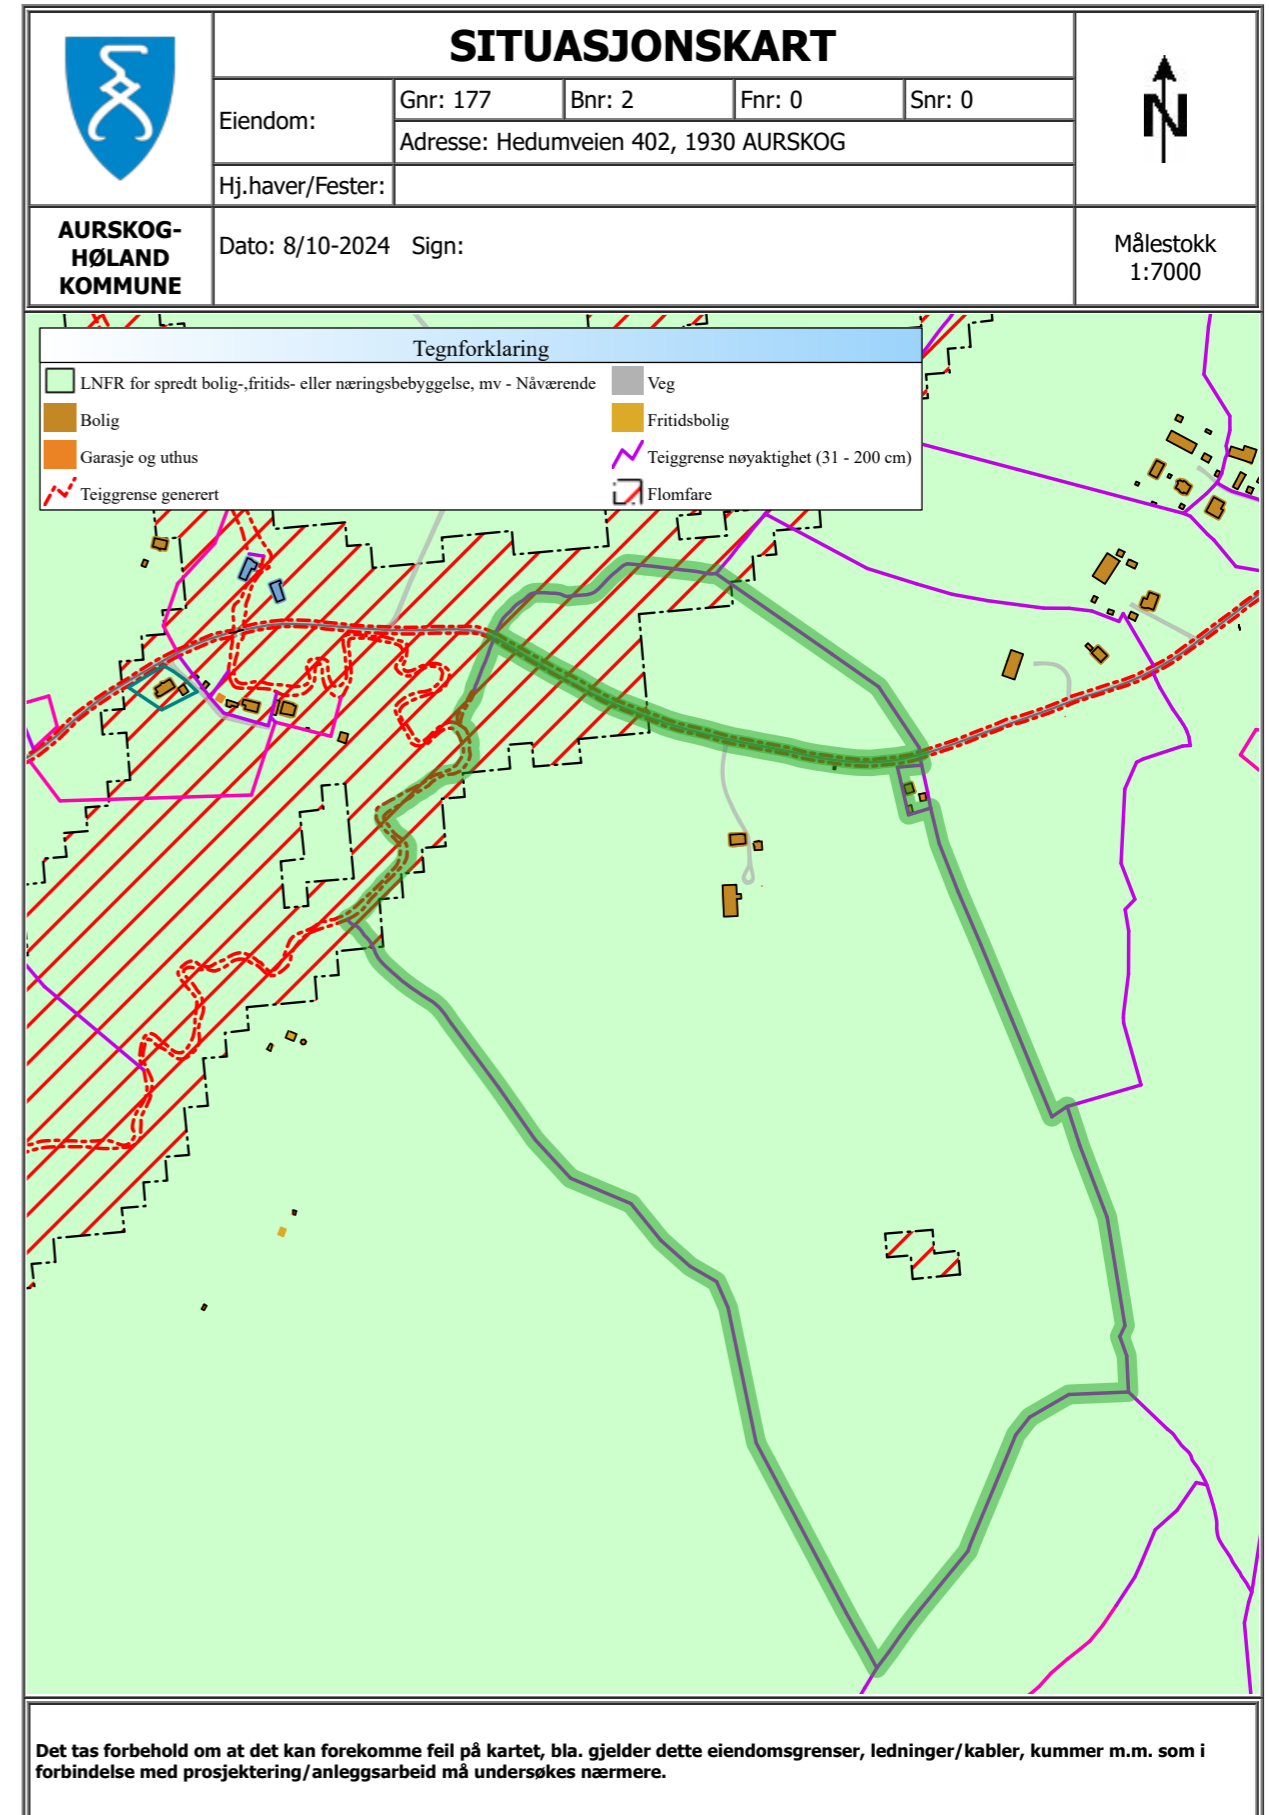 SITUASJONSKART
Eiendom:
Gnr: 177
Bnr: 2
Fnr: 0
Snr: 0
Adresse: Hedumveien 402, 1930 AURSKOG
Hj.haver/Fester:
N
AURSKOG-
HØLAND
KOMMUNE
Dato: 8/10-2024 Sign:
Målestokk
1:7000
Tegnforklaring
LNFR for spredt bolig-,fritids- eller næringsbebyggelse, mv - Nåværende
Veg
Bolig
Fritidsbolig
Garasje og uthus
Teiggrense nøyaktighet (31 - 200 cm)
Teiggrense generert
Flomfare
Det tas forbehold om at det kan forekomme feil på kartet, bla. gjelder dette eiendomsgrenser, ledninger/kabler, kummer m.m. som i
forbindelse med prosjektering/anleggsarbeid må undersøkes nærmere.